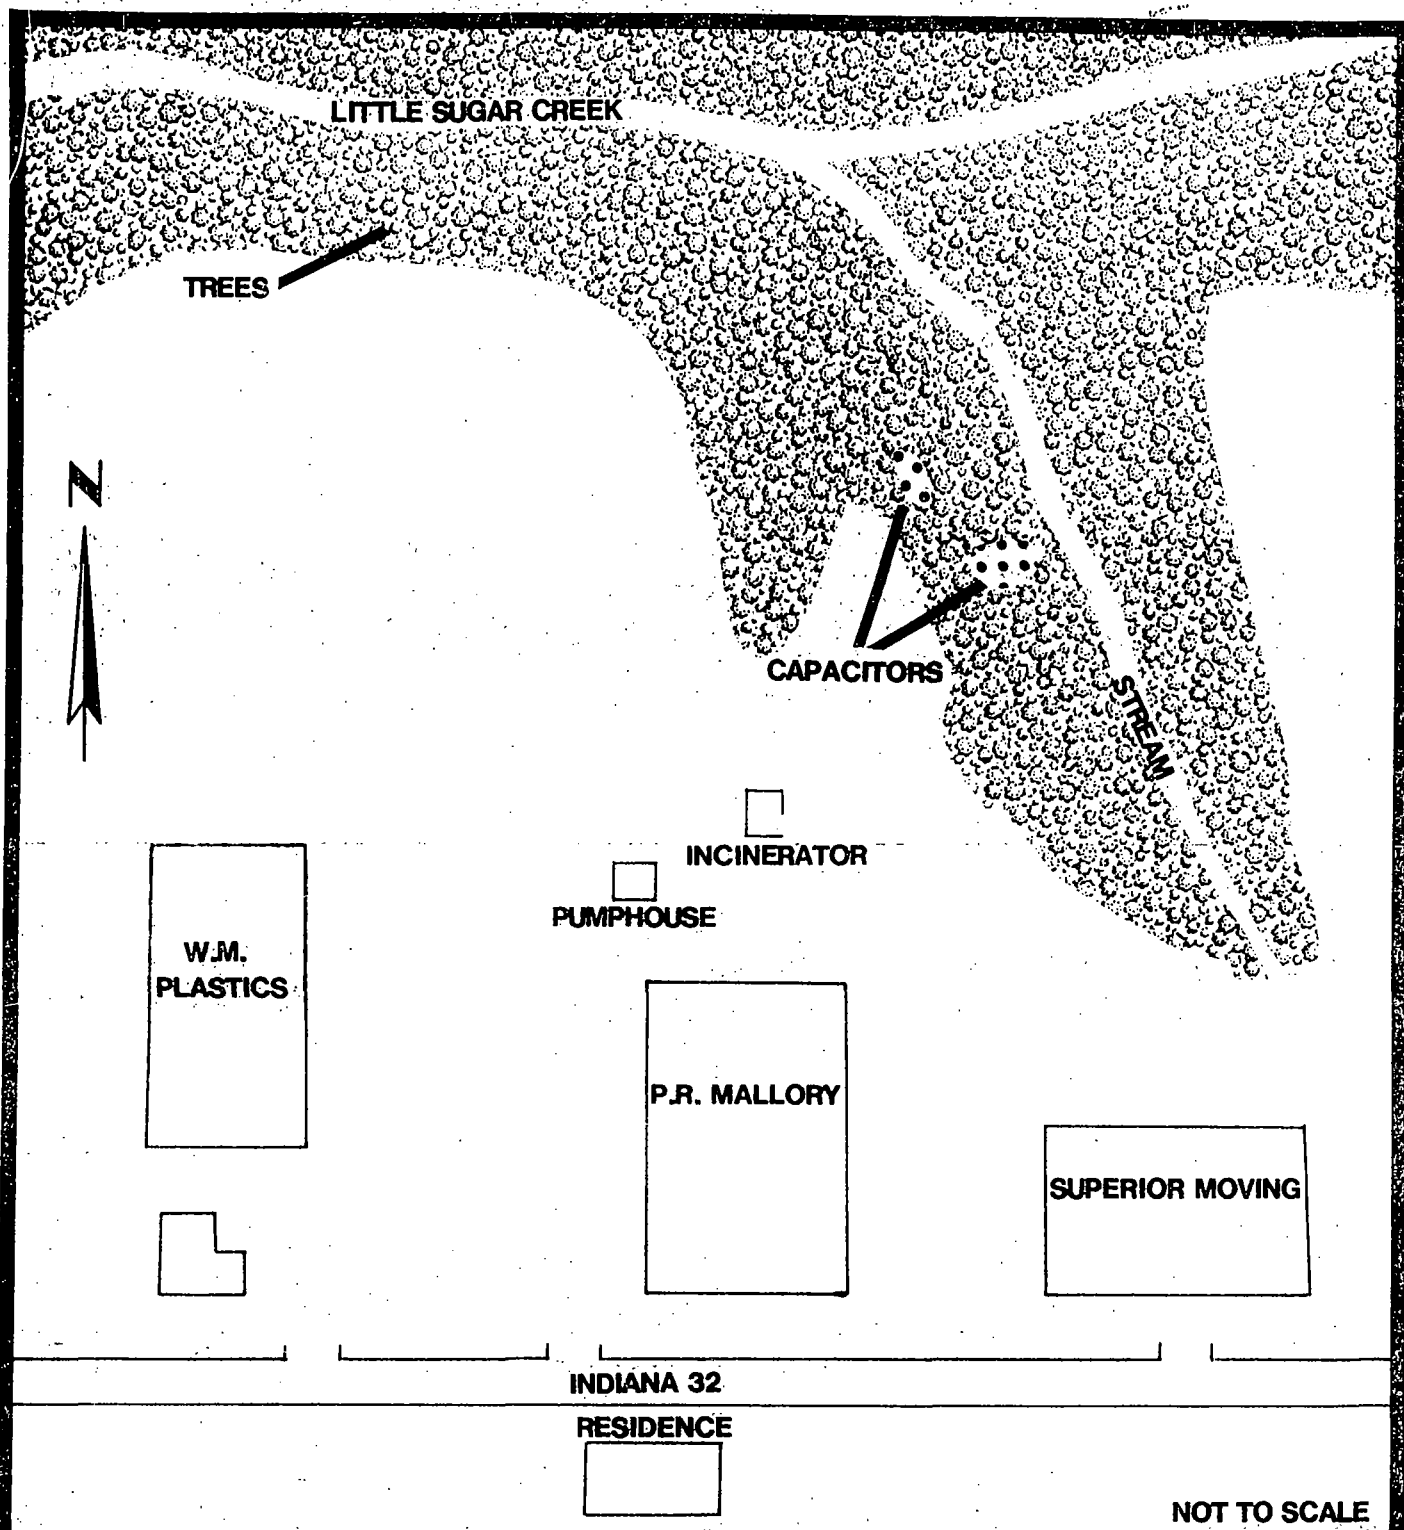 LITTLE SUGAR CREEK
TREES
N
CAPACITORS
STREAM
INCINERATOR
PUMPHOUSE
W.M.
PLASTICS
P.R. MALLORY
SUPERIOR MOVING
INDIANA 32
RESIDENCE
NOT TO SCALE